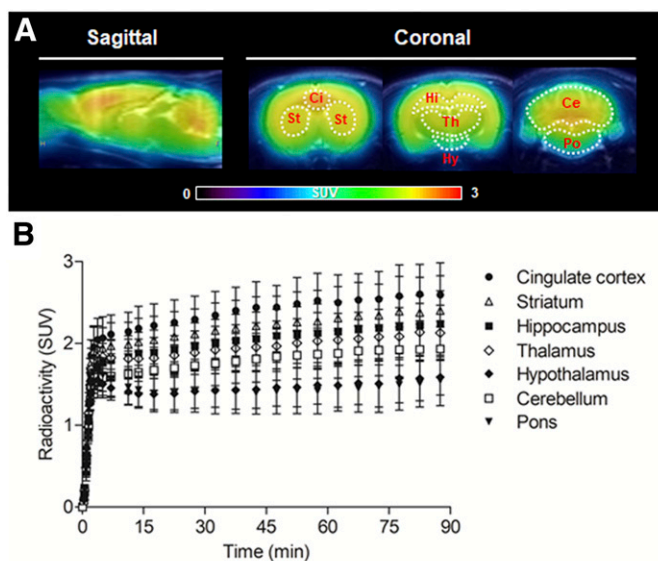 A
Sagittal
Coronal
Ci
St St
Hi
Th
Hy
Ce
Po
0 SUV 3
B
Radioactivity (SUV)
3
2
1
0
0 15 30 45 60 75 90
Time (min)
Cingulate cortex
Striatum
Hippocampus
Thalamus
Hypothalamus
Cerebellum
Pons